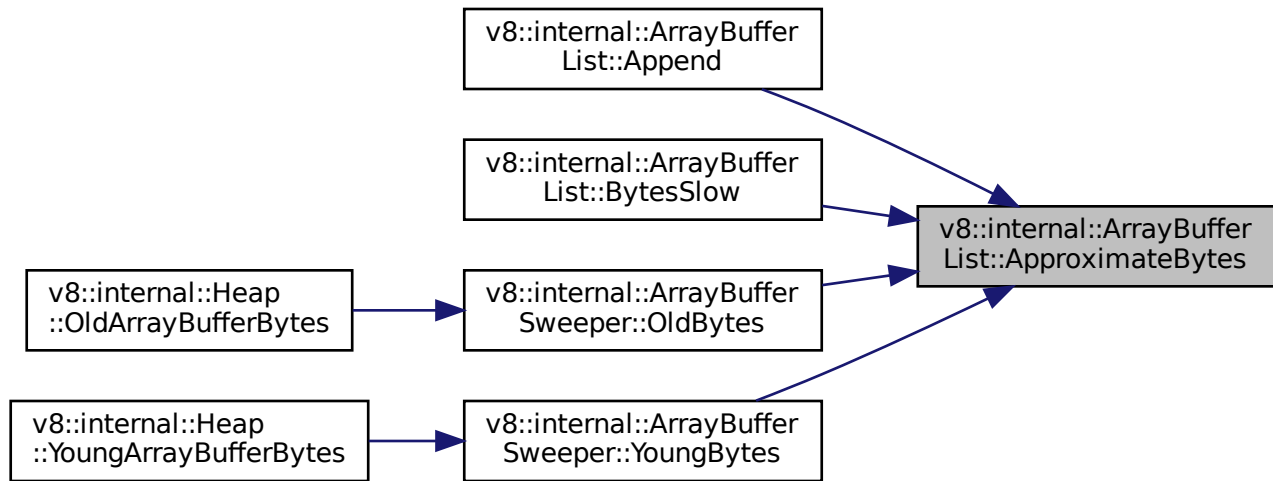 v8::internal::ArrayBuffer
List::Append
v8::internal::ArrayBuffer
List::BytesSlow
v8::internal::ArrayBuffer
List::ApproximateBytes
v8::internal::Heap
::OldArrayBufferBytes
v8::internal::ArrayBuffer
Sweeper::OldBytes
v8::internal::Heap
::YoungArrayBufferBytes
v8::internal::ArrayBuffer
Sweeper::YoungBytes